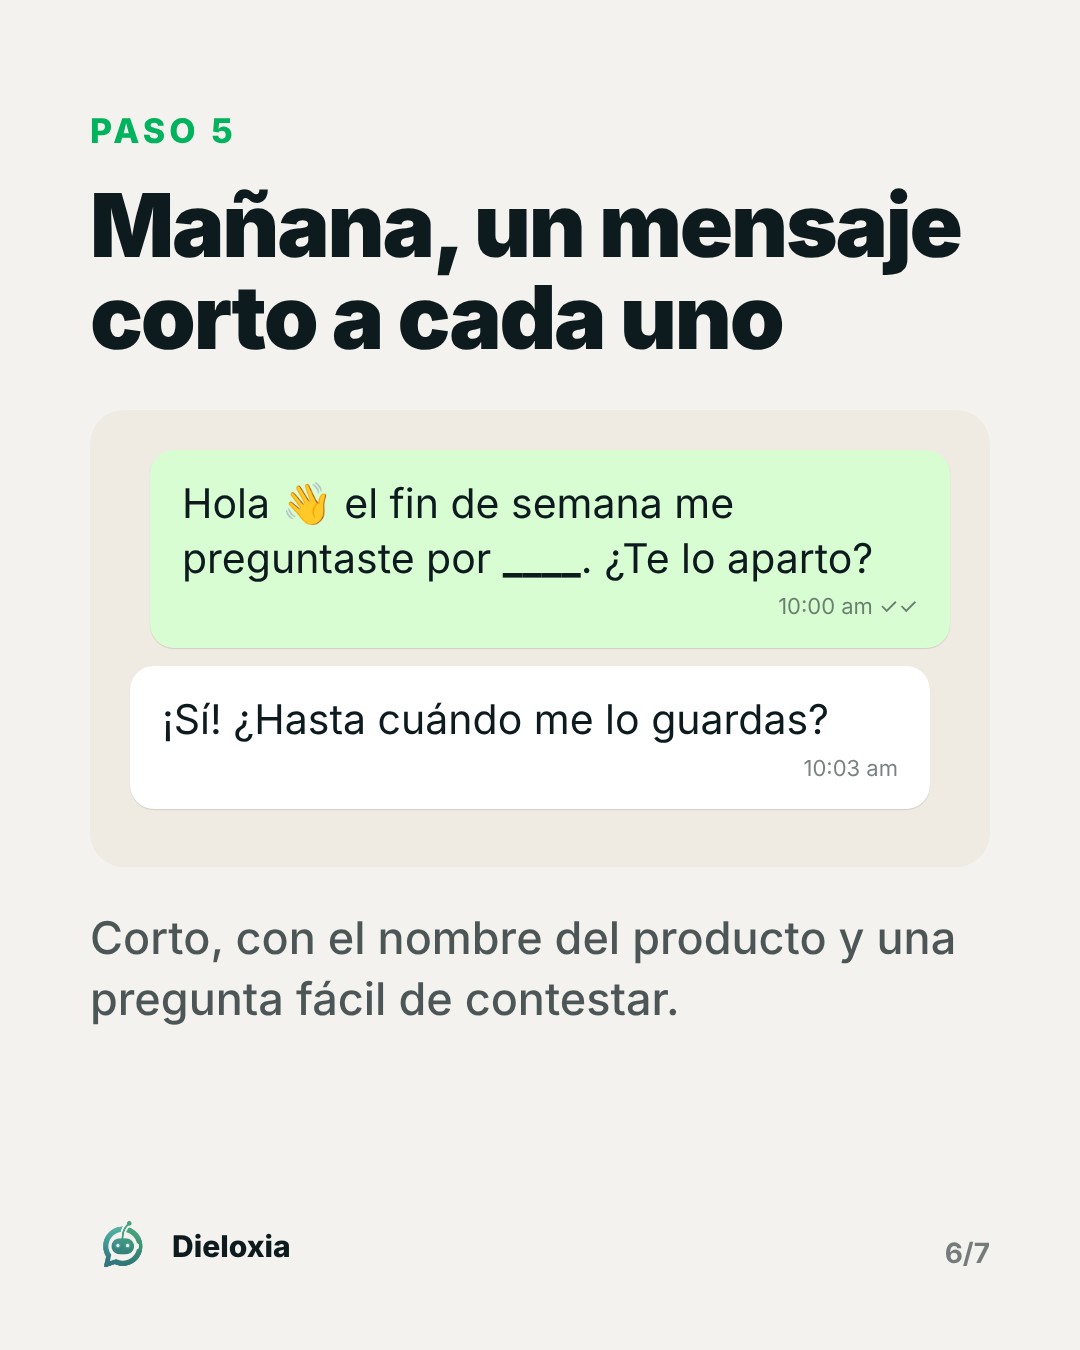 PASO 5
Mañana, un mensaje
corto a cada uno
Hola 👋 el fin de semana me
preguntaste por ____. ¿Te lo aparto?
10:00 am ✓✓
¡Sí! ¿Hasta cuándo me lo guardas?
10:03 am
Corto, con el nombre del producto y una
pregunta fácil de contestar.
Dieloxia
6/7